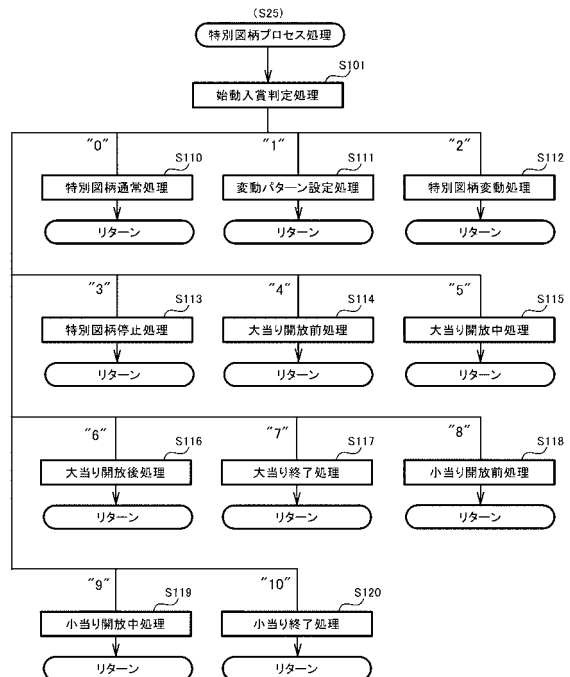 (S25)
特別図柄プロセス処理
S101
始動入賞判定処理
"0"
"1"
"2"
S110
S111
S112
特別図柄通常処理
変動パターン設定処理
特別図柄変動処理
リターン
リターン
リターン
"3"
"4"
"5"
S113
S114
S115
特別図柄停止処理
大当り開放前処理
大当り開放中処理
リターン
リターン
リターン
"6"
"7"
"8"
S116
S117
S118
大当り開放後処理
大当り終了処理
小当り開放前処理
リターン
リターン
リターン
"9"
"10"
S119
S120
小当り開放中処理
小当り終了処理
リターン
リターン